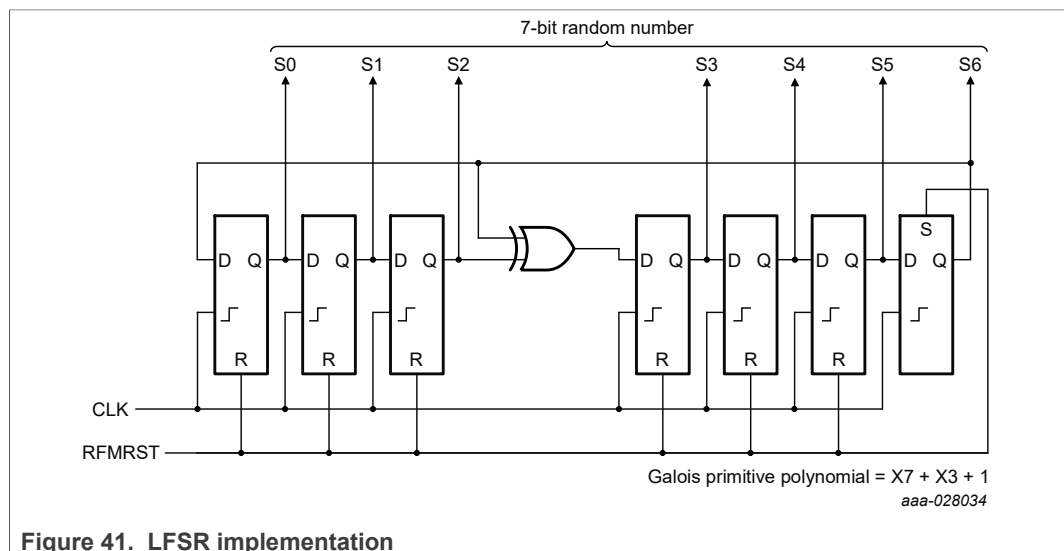 7-bit random number
S0 S1 S2 S3 S4 S5 S6
S
D Q D Q D Q D Q D Q D Q D Q
R R R R R R
CLK
RFMRST
Galois primitive polynomial = X7 + X3 + 1
aaa-028034
Figure 41. LFSR implementation